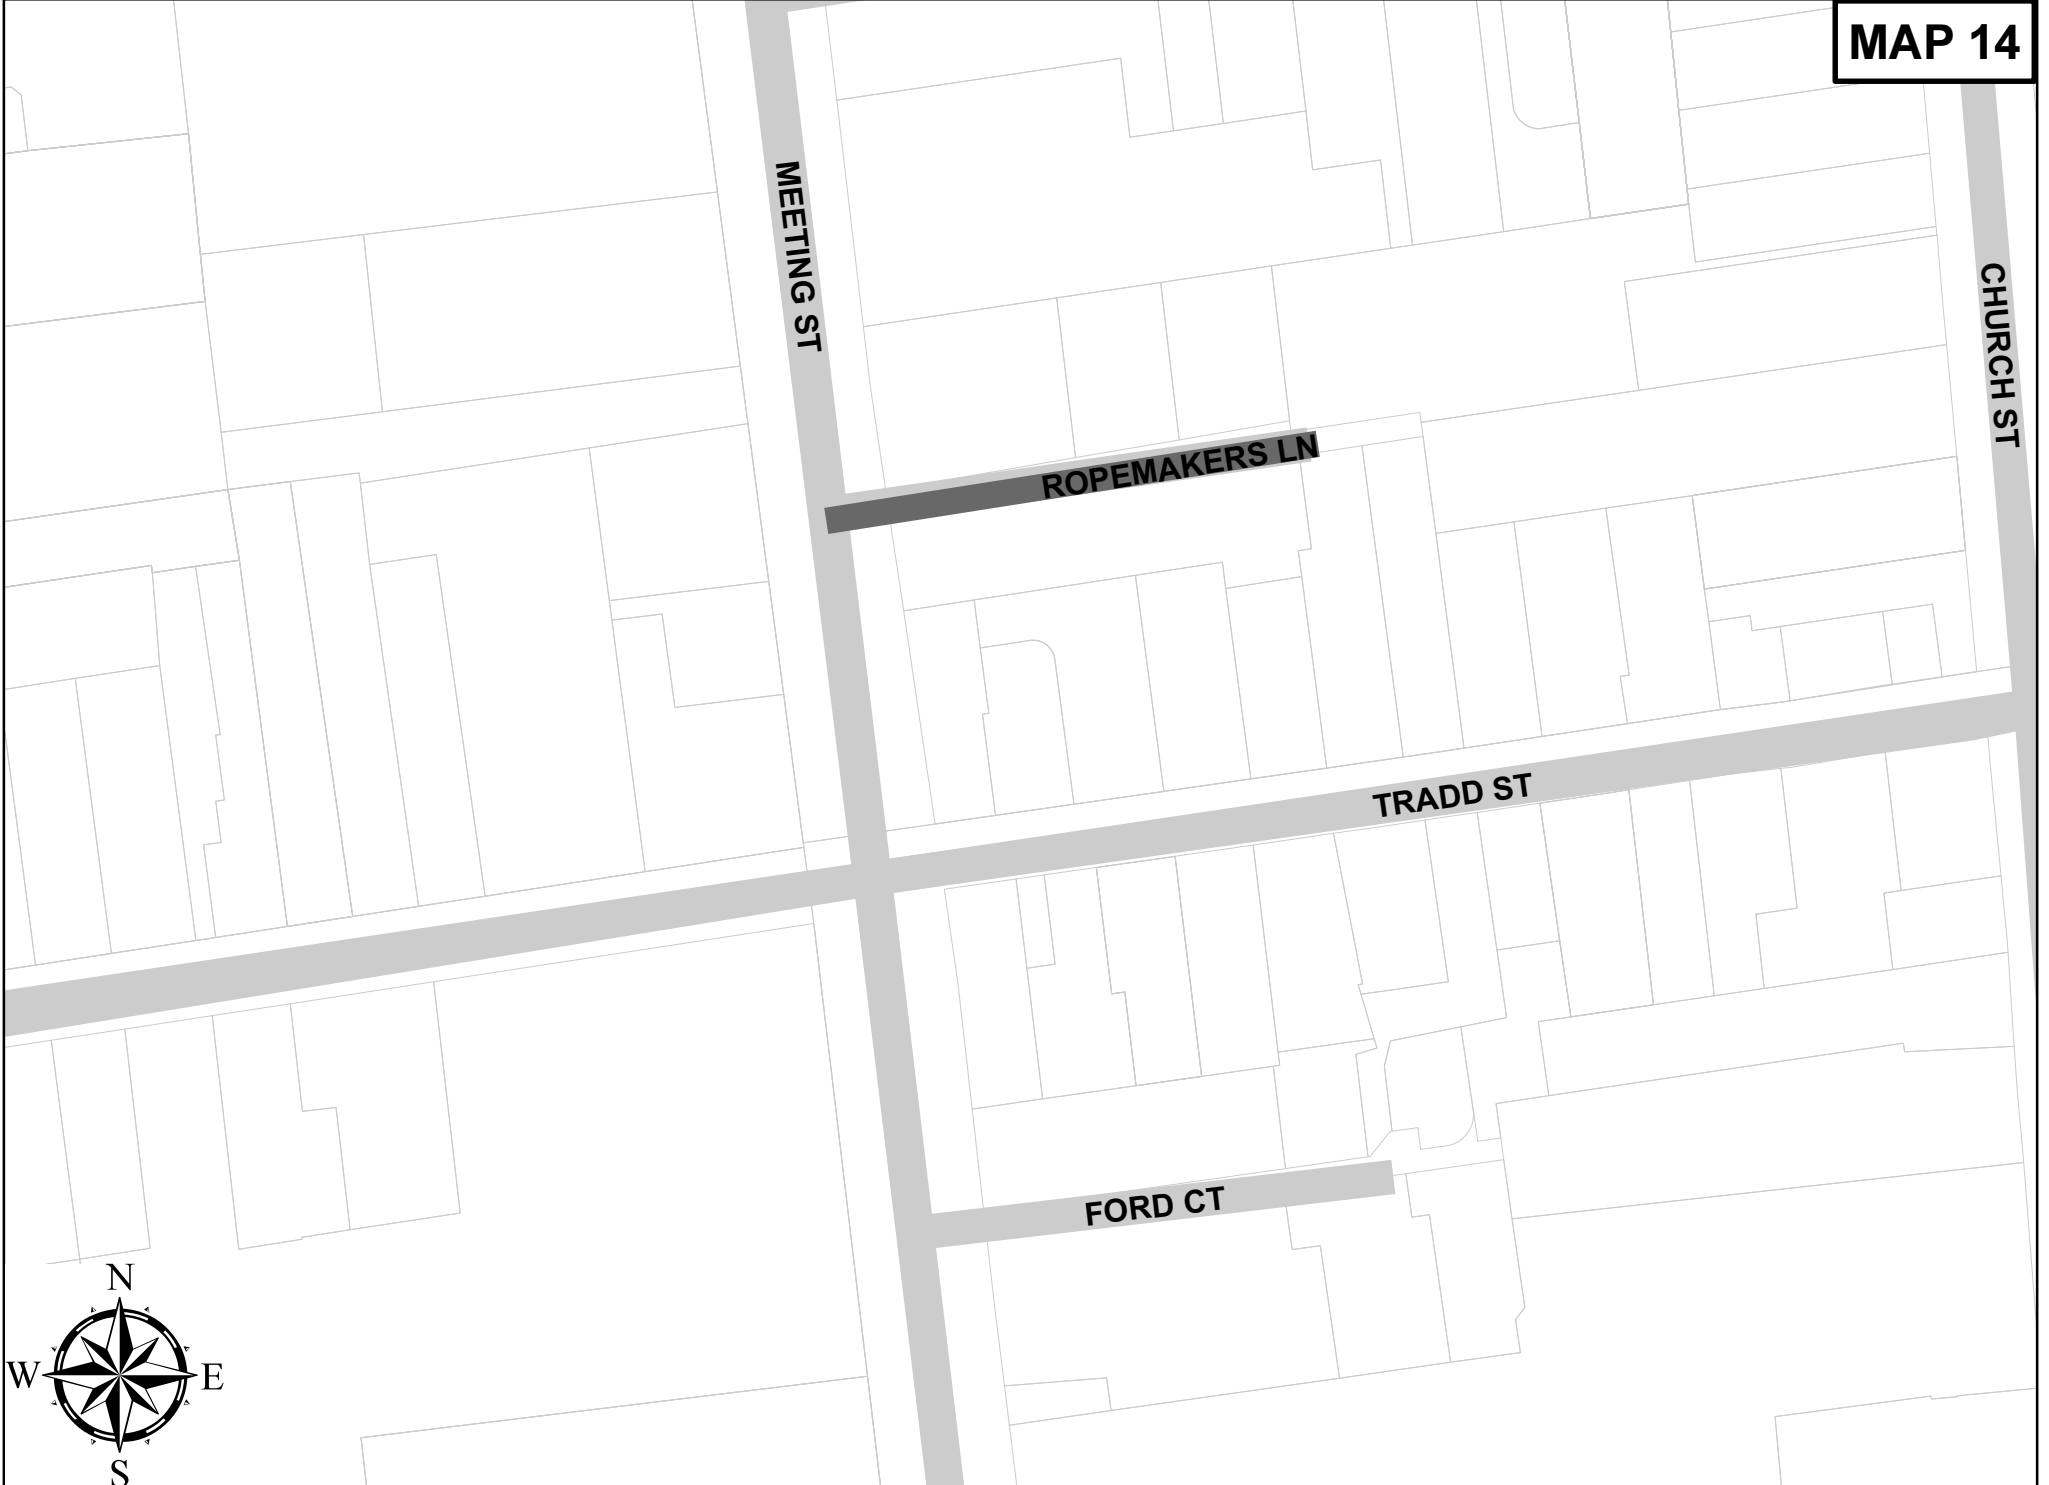 MAP 14
MEETING ST
CHURCH ST
ROPEMAKERS LN
TRADD ST
FORD CT
N
W E
S